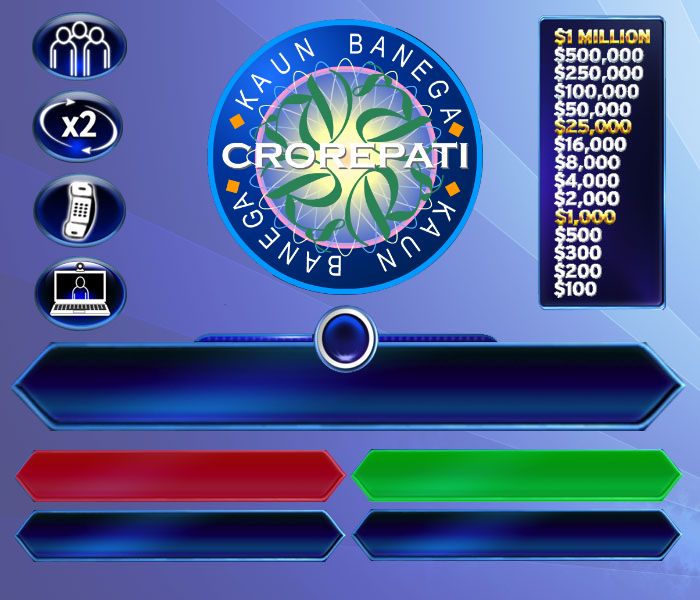 x2
KAUN BANEGA
CROREPATI
KAUN BANEGA
$1 MILLION
$500,000
$250,000
$100,000
$50,000
$25,000
$16,000
$8,000
$4,000
$2,000
$1,000
$500
$300
$200
$100